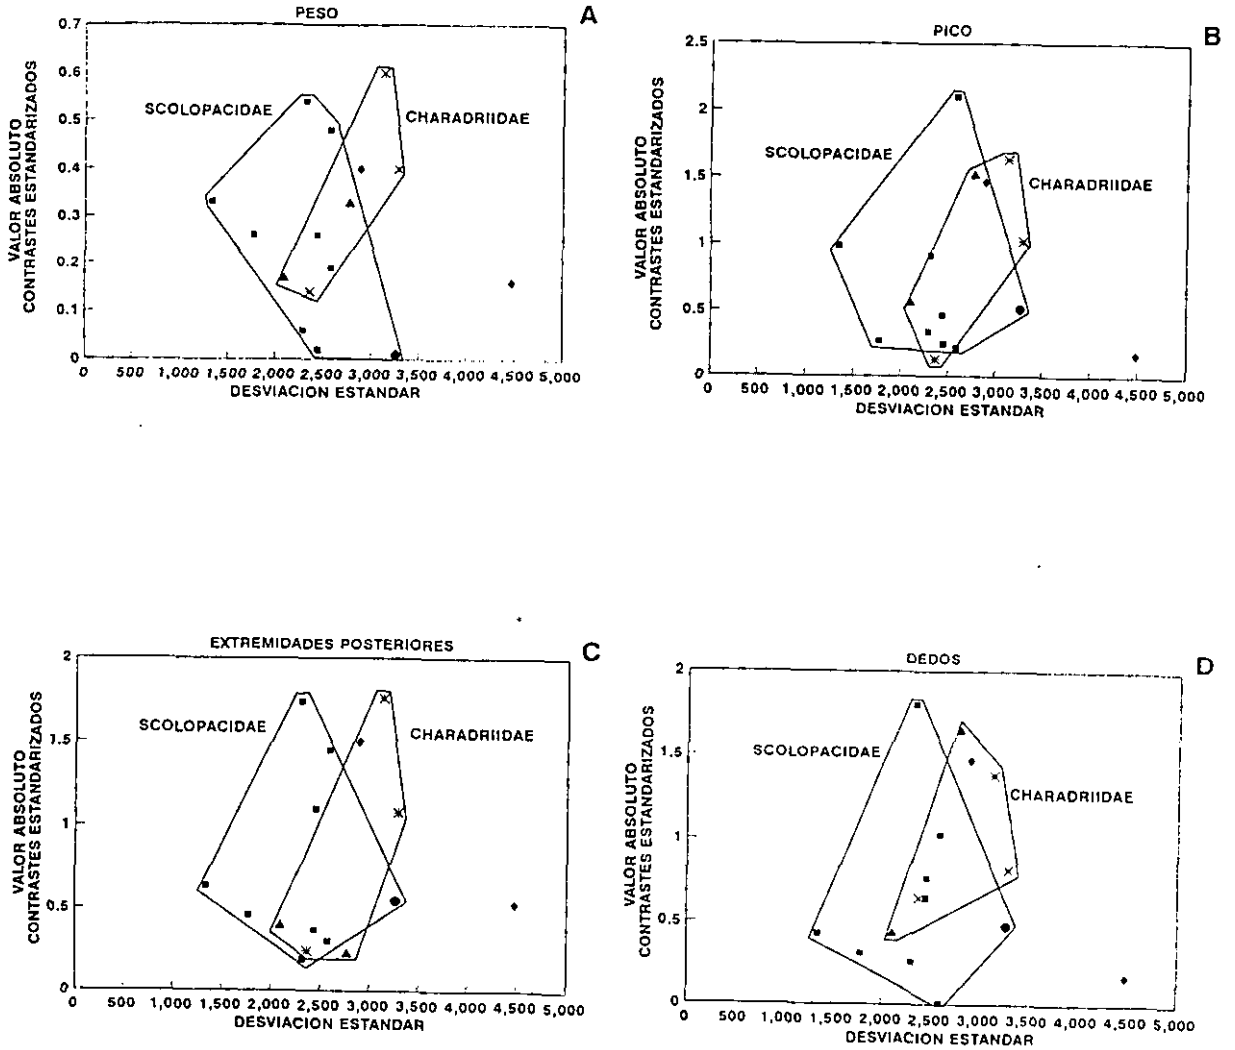 PESO
A
0.7
0.6
0.5
0.4
0.3
0.2
0.1
0
VALOR ABSOLUTO
CONTRASTES ESTANDARIZADOS
SCOLOPACIDAE
CHARADRIIDAE
0 500 1,000 1,500 2,000 2,500 3,000 3,500 4,000 4,500 5,000
DESVIACION ESTANDAR
PICO
B
2.5
2
1.5
1
0.5
0
VALOR ABSOLUTO
CONTRASTES ESTANDARIZADOS
SCOLOPACIDAE
CHARADRIIDAE
0 500 1,000 1,500 2,000 2,500 3,000 3,500 4,000 4,500 5,000
DESVIACION ESTANDAR
EXTREMIDADES POSTERIORES
C
2
1.5
1
0.5
0
VALOR ABSOLUTO
CONTRASTES ESTANDARIZADOS
SCOLOPACIDAE
CHARADRIIDAE
0 500 1,000 1,500 2,000 2,500 3,000 3,500 4,000 4,500 5,000
DESVIACION ESTANDAR
DEDOS
D
2
1.5
1
0.5
0
VALOR ABSOLUTO
CONTRASTES ESTANDARIZADOS
SCOLOPACIDAE
CHARADRIIDAE
0 500 1,000 1,500 2,000 2,500 3,000 3,500 4,000 4,500 5,000
DESVIACION ESTANDAR